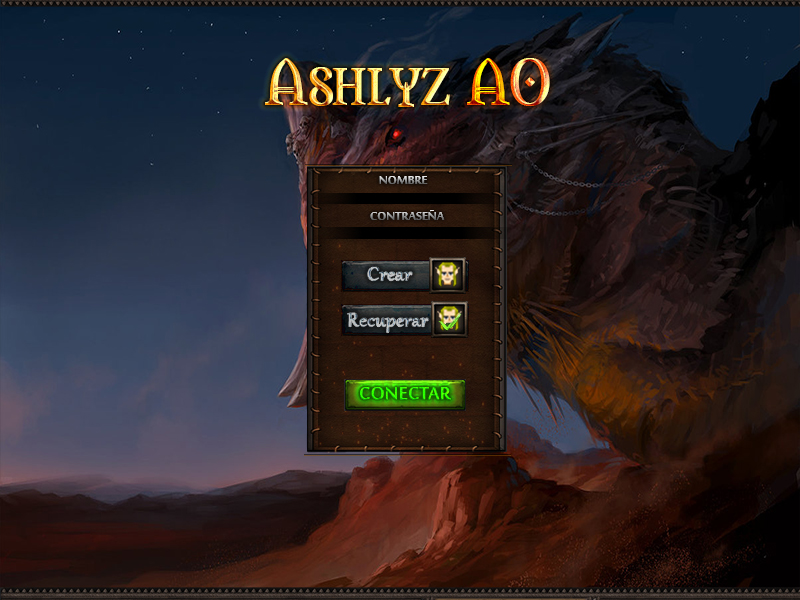 ASHLYZ AO
NOMBRE
CONTRASEÑA
Crear
Recuperar
CONECTAR